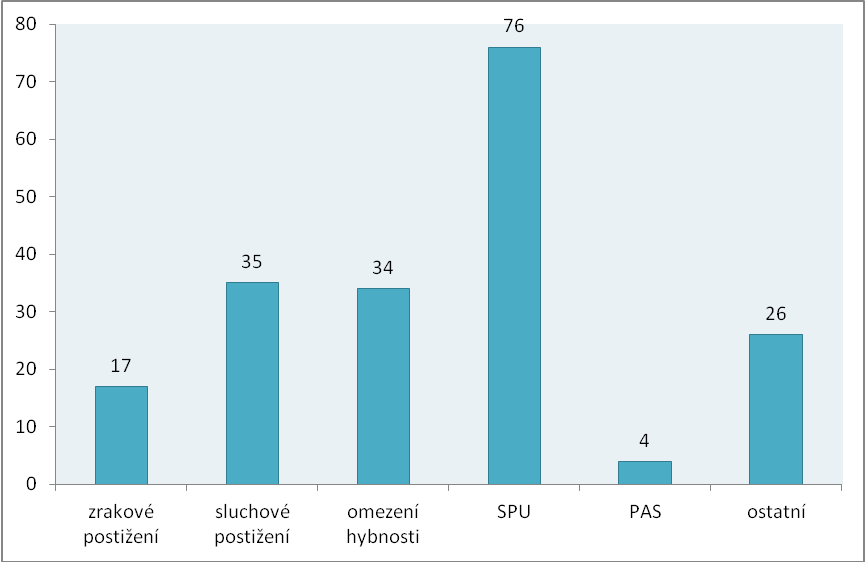 80
70
60
50
40
30
20
10
0
17
35
34
76
4
26
zrakové
postižení
sluchové
postižení
omezení
hybnosti
SPU
PAS
ostatní